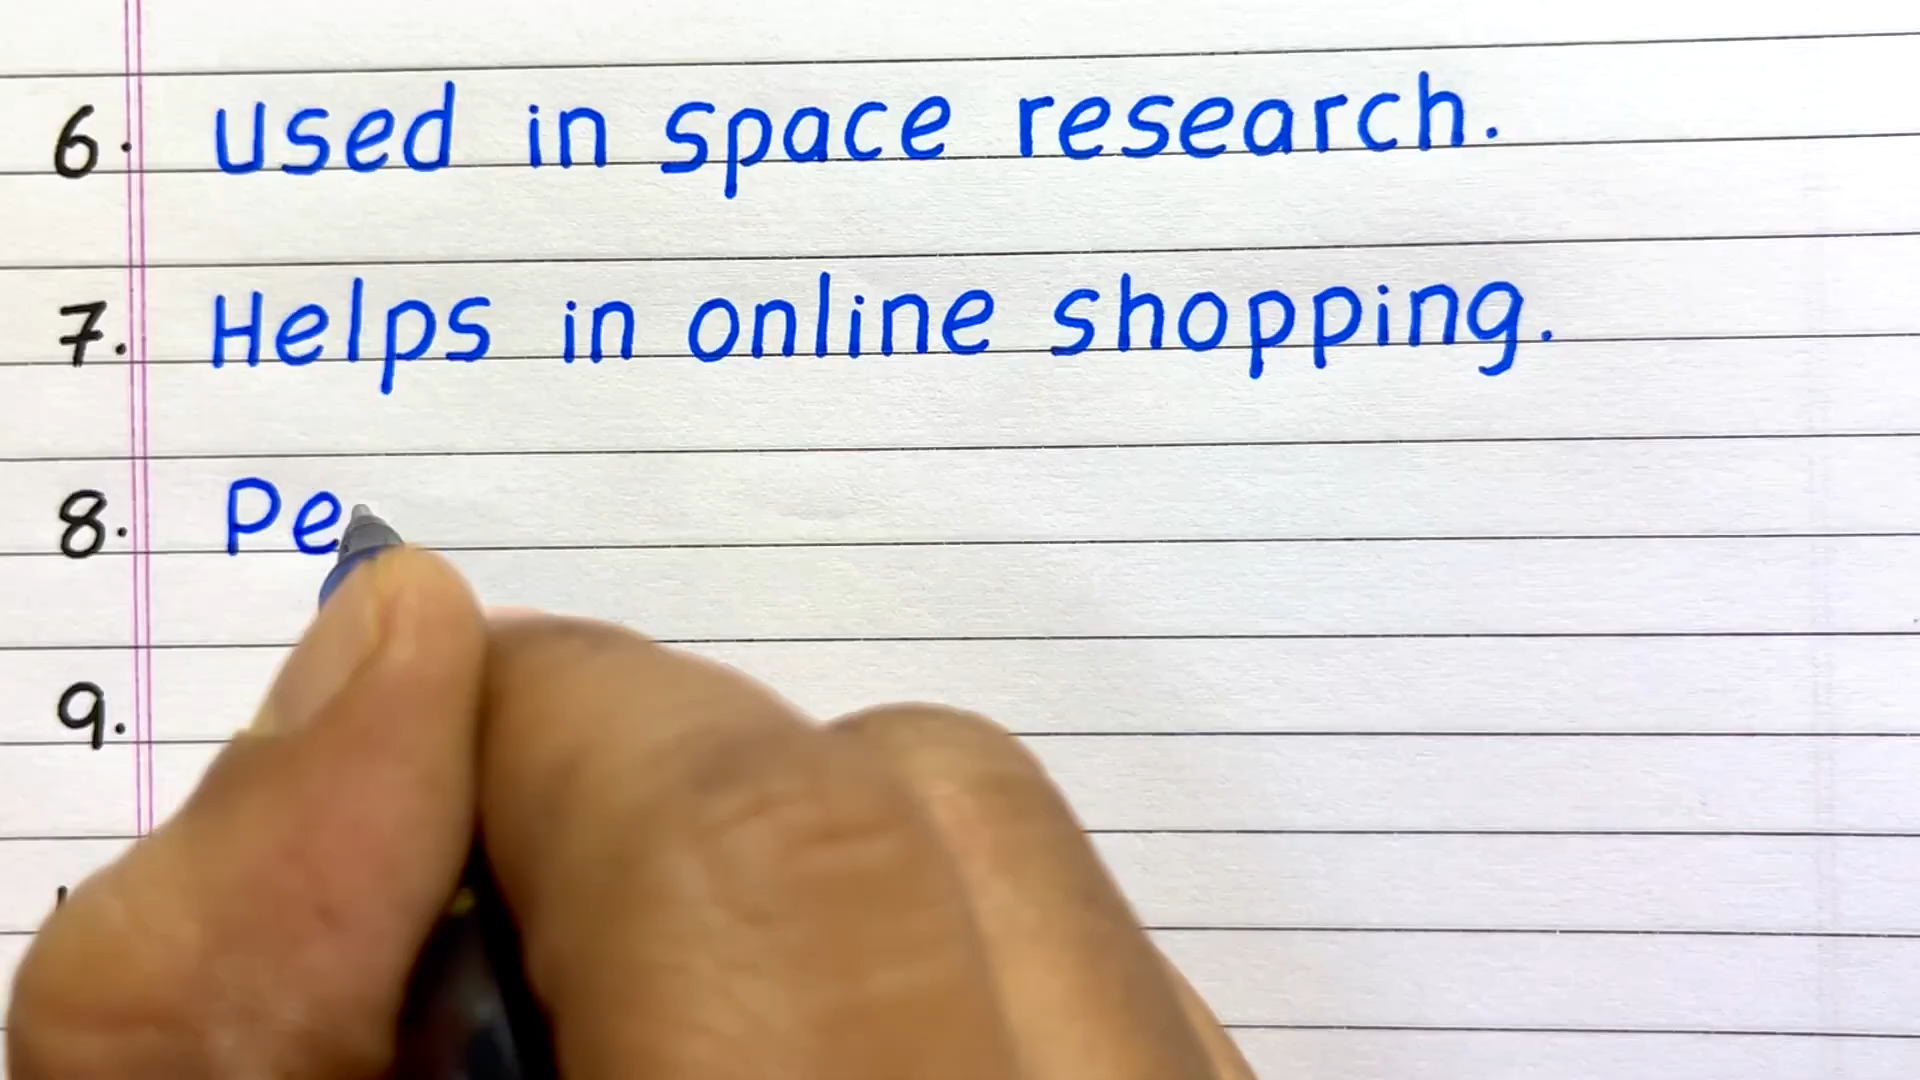 6. Used in space research.
7. Helps in online shopping.
8. Pe
9.